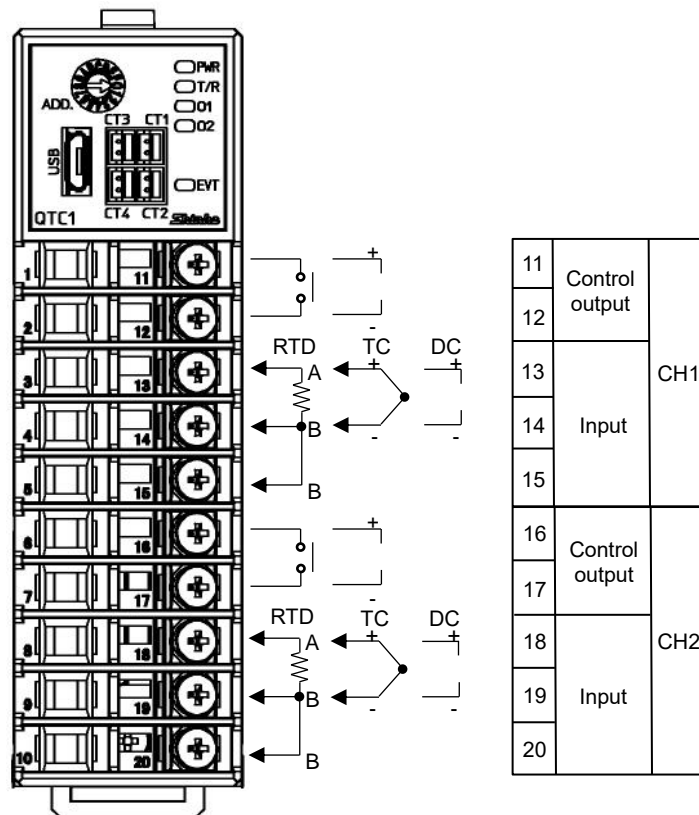 PWR
T/R
O1
O2
EVT
ADD.
CT3 CT1
USB
CT4 CT2
QTC1 Shinko
1 11
2 12
3 13
4 14
5 15
6 16
7 17
8 18
9 19
10 20
+
-
RTD TC DC
A + +
B - -
B
+
-
RTD TC DC
A + +
B - -
B
11 Control output CH1
12
13 Input
14
15
16 Control output CH2
17
18 Input
19
20